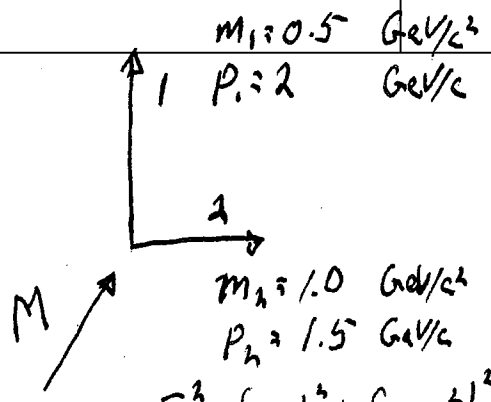 m₁ = 0.5 GeV/c²
1 P₁ = 2 GeV/c
2
m₂ = 1.0 GeV/c²
M
P₂ = 1.5 GeV/c